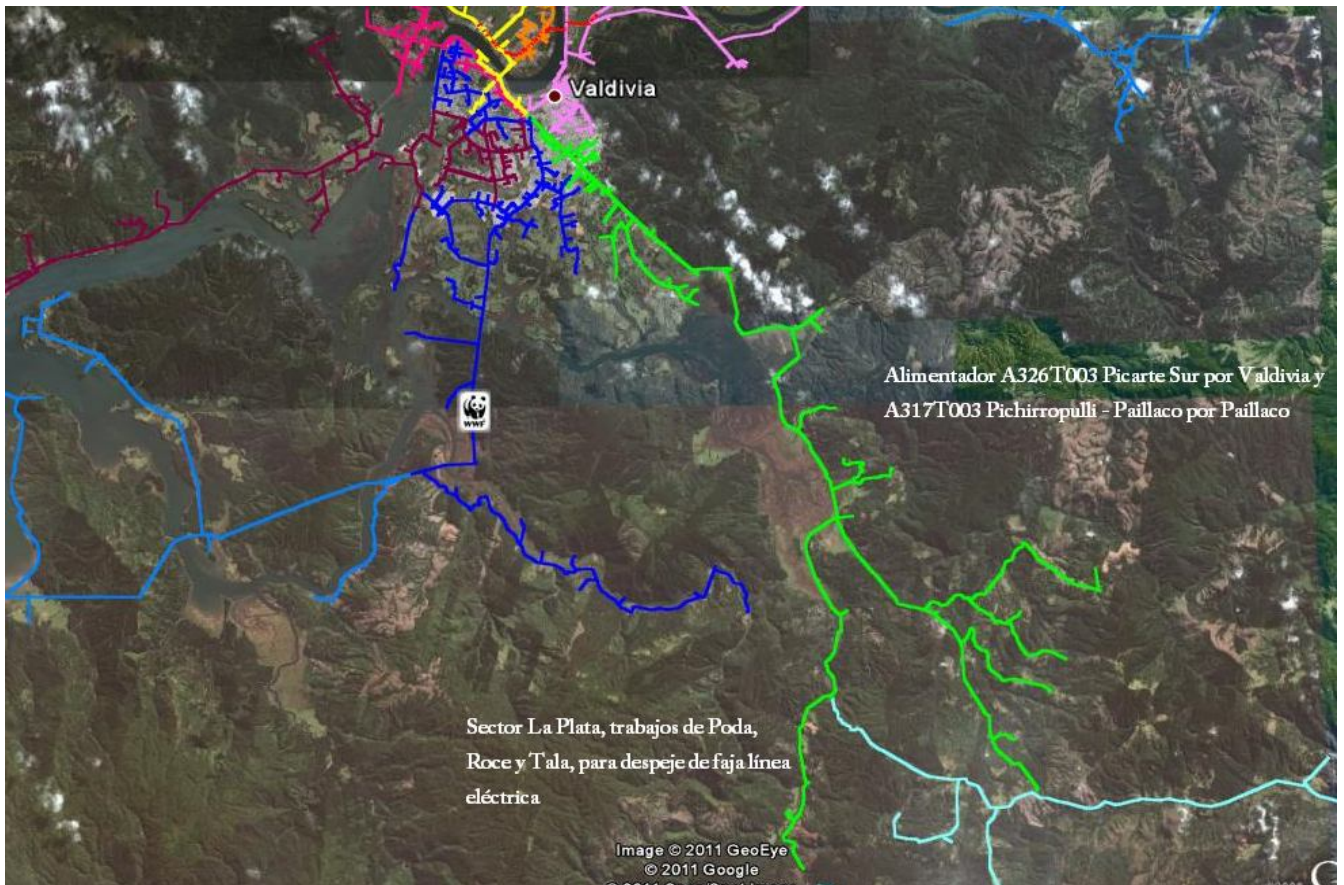 Valdivia
Alimentador A326T003 Picarte Sur por Valdivia y
A317T003 Pichirropulli - Paillaco por Paillaco
WWF
Sector La Plata, trabajos de Poda,
Roce y Tala, para despeje de faja línea
eléctrica
Image © 2011 GeoEye
© 2011 Google